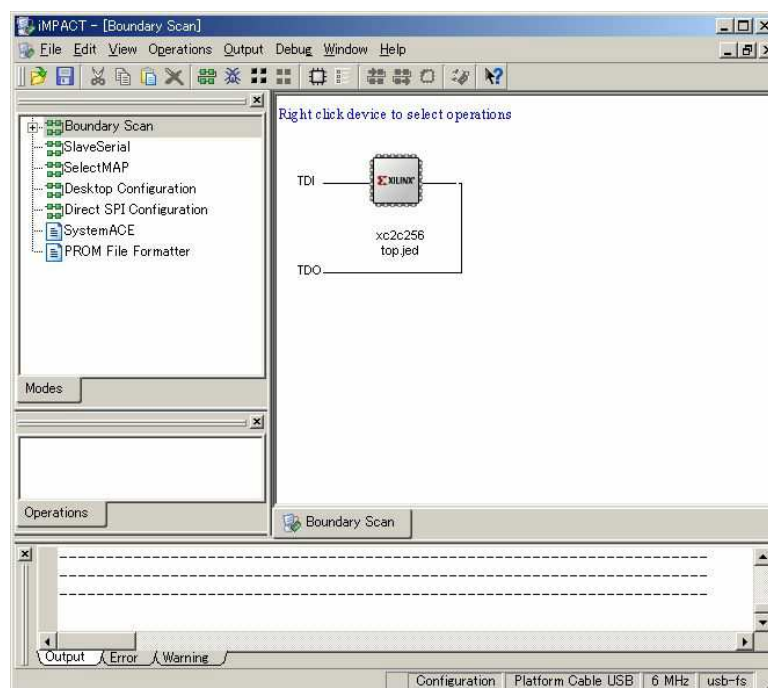 iMPACT - [Boundary Scan]
File Edit View Operations Output Debug Window Help
Boundary Scan
SlaveSerial
SelectMAP
Desktop Configuration
Direct SPI Configuration
SystemACE
PROM File Formatter
Modes
Operations
Right click device to select operations
TDI
XILINX
xc2c256
top.jed
TDO
Boundary Scan
Output Error Warning
Configuration Platform Cable USB 6 MHz usb-fs